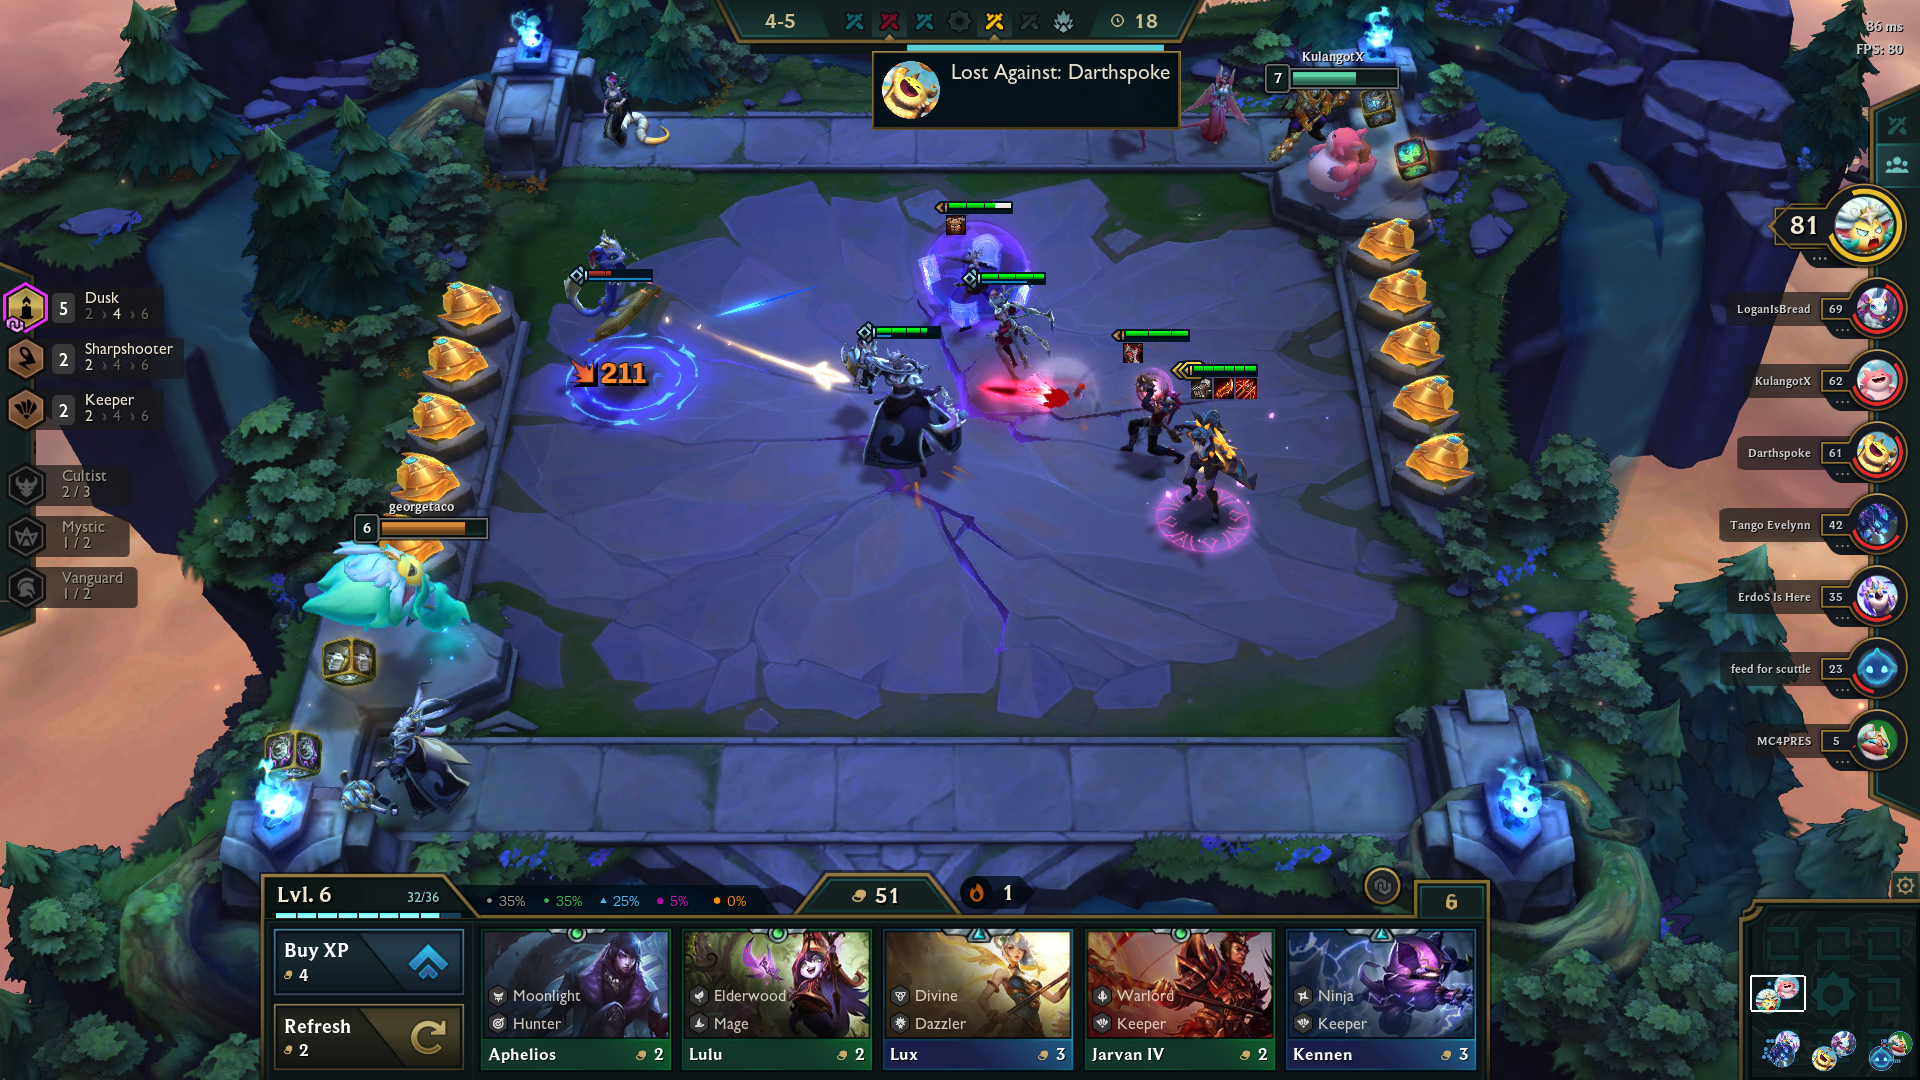 4-5
18
86 ms
FPS: 80
Lost Against: Darthspoke
KulangotX
7
81
5
Dusk
2 › 4 › 6
2
Sharpshooter
2 › 4 › 6
2
Keeper
2 › 4 › 6
Cultist
2 / 3
Mystic
1 / 2
Vanguard
1 / 2
211
georgetaco
6
LoganIsBread 69
KulangotX 62
Darthspoke 61
Tango Evelynn 42
ErdoS Is Here 35
feed for scuttle 23
MC4PRES 5
Lvl. 6
32/36
35% 35% 25% 5% 0%
51
1
6
Buy XP
4
Refresh
2
Moonlight
Hunter
Aphelios 2
Elderwood
Mage
Lulu 2
Divine
Dazzler
Lux 3
Warlord
Keeper
Jarvan IV 2
Ninja
Keeper
Kennen 3